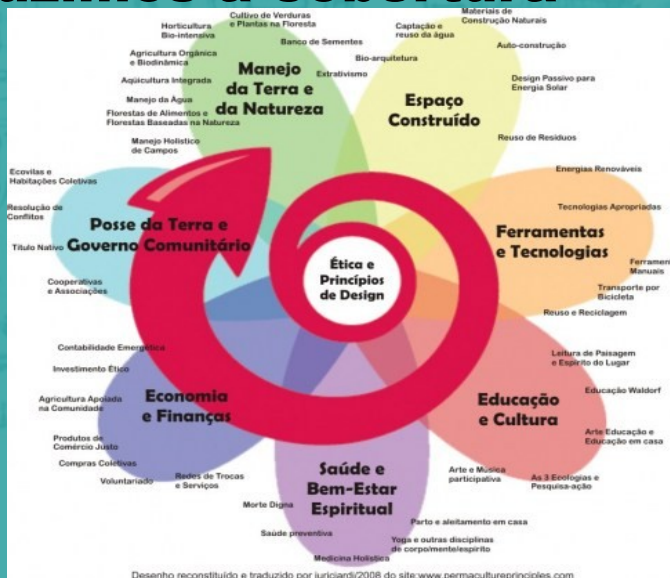 a cobertura
Cultivo de Verduras
e Plantas na Floresta
Horticultura
Bio-intensiva
Banco de Sementes
Agricultura Orgânica
e Biodinâmica
Extrativismo
Aqüicultura Integrada
Manejo da Água
Florestas de Alimentos e
Florestas Baseadas na Natureza
Manejo Holístico
de Campos
Manejo
da Terra e
da Natureza
Materiais de
Construção Naturais
Captação e
reuso da água
Auto-construção
Bio-arquitetura
Design Passivo para
Energia Solar
Reuso de Resíduos
Espaço
Construído
Energias Renováveis
Tecnologias Apropriadas
Ferramentas
e Tecnologias
Ferramen
Manuais
Transporte por
Bicicleta
Reuso e Reciclagem
Leitura de Paisagem
e Espírito do Lugar
Educação Waldorf
Educação
e Cultura
Arte Educação e
Educação em casa
As 3 Ecologias e
Pesquisa-ação
Arte e Música
participativa
Saúde e
Bem-Estar
Espiritual
Parto e aleitamento em casa
Yoga e outras disciplinas
de corpo/mente/espírito
Medicina Holística
Saúde preventiva
Morte Digna
Economia
e Finanças
Contabilidade Emergética
Investimento Ético
Agricultura Apoiada
na Comunidade
Produtos de
Comércio Justo
Compras Coletivas
Voluntariado
Redes de Trocas
e Serviços
Posse da Terra e
Governo Comunitário
Ecovilas e
Habitações Coletivas
Resolução de
Conflitos
Título Nativo
Cooperativas
e Associações
Ética e
Princípios
de Design
Desenho reconstituído e traduzido por juriciardi/2008 do site:www.permacultureprinciples.com